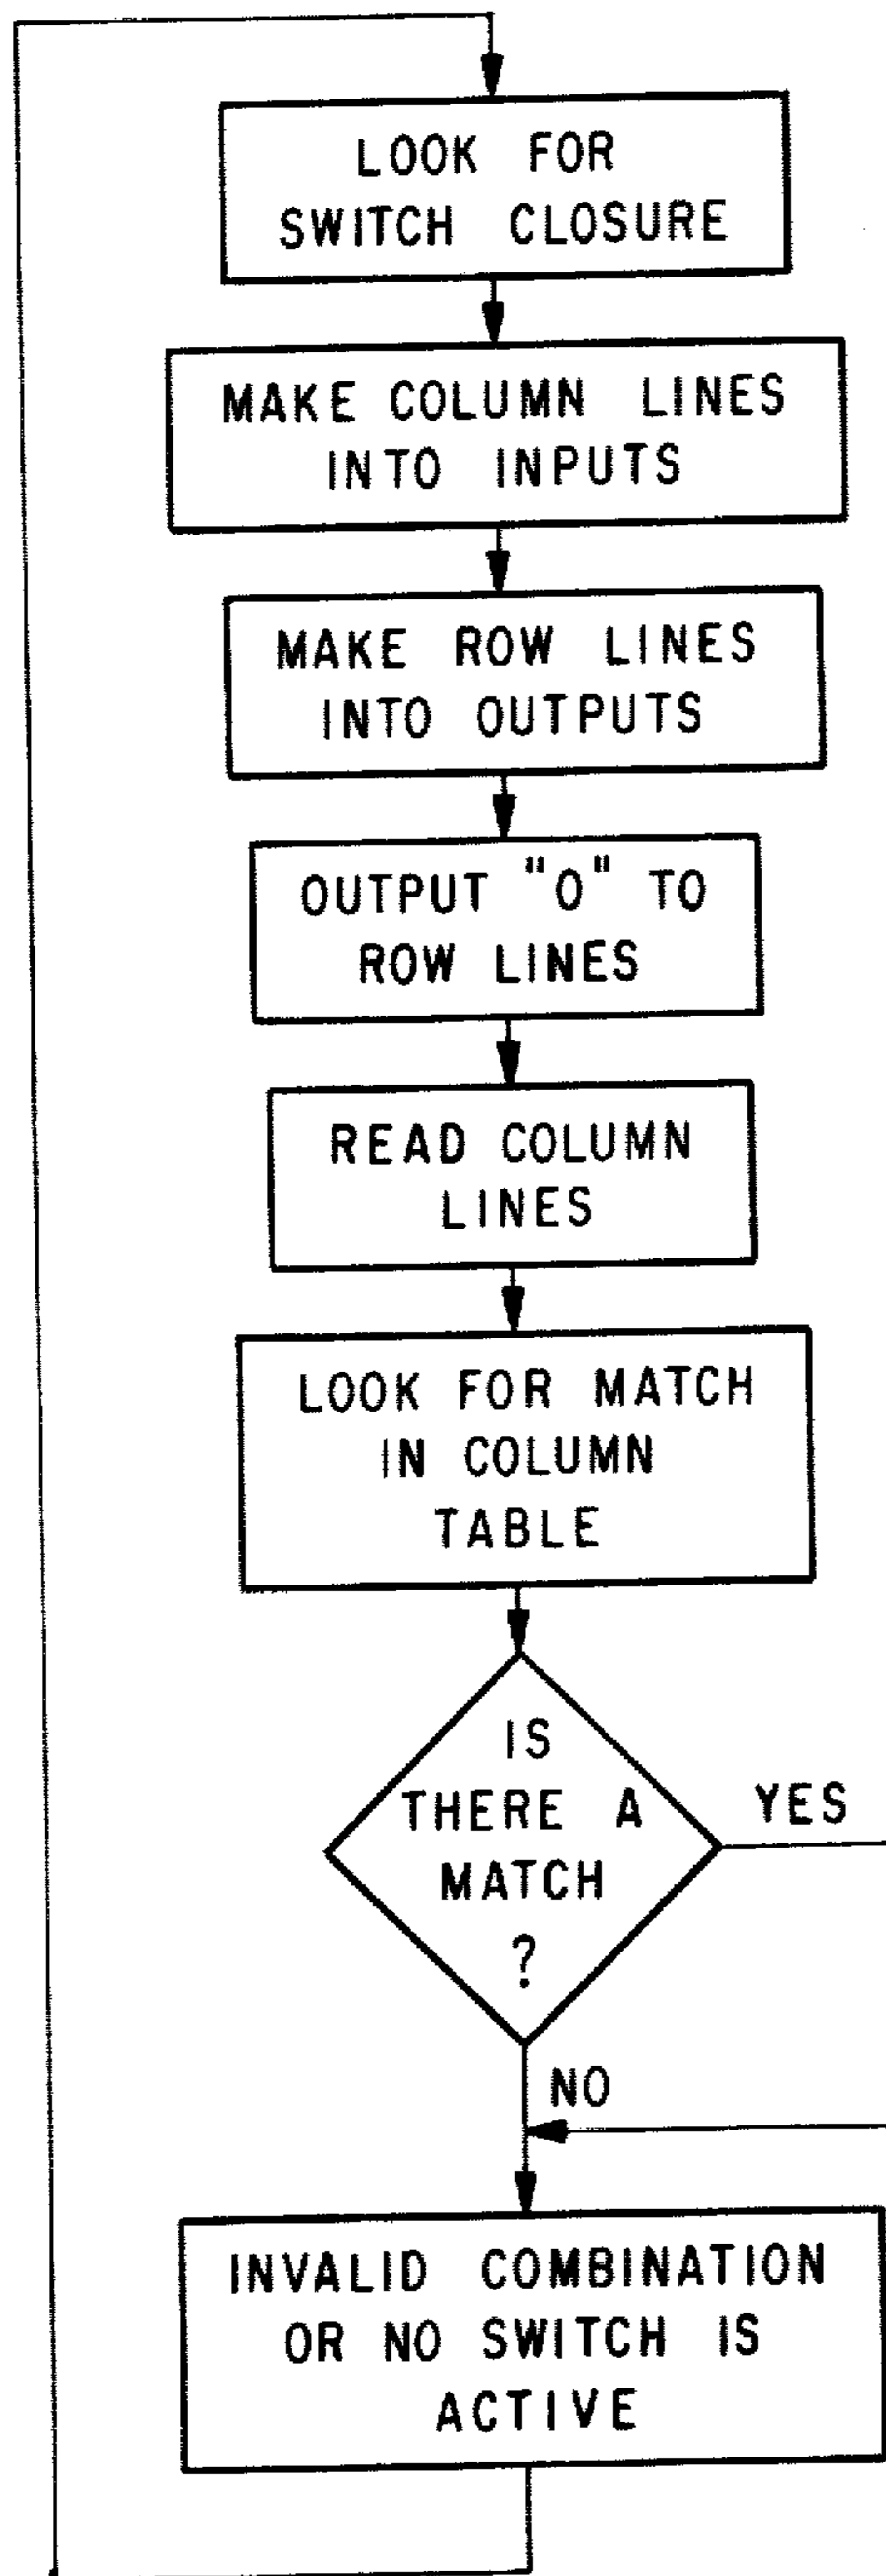 LOOK FOR
SWITCH CLOSURE
MAKE COLUMN LINES
INTO INPUTS
MAKE ROW LINES
INTO OUTPUTS
OUTPUT "0" TO
ROW LINES
READ COLUMN
LINES
LOOK FOR MATCH
IN COLUMN
TABLE
IS
THERE A
MATCH
?
YES
NO
INVALID COMBINATION
OR NO SWITCH IS
ACTIVE